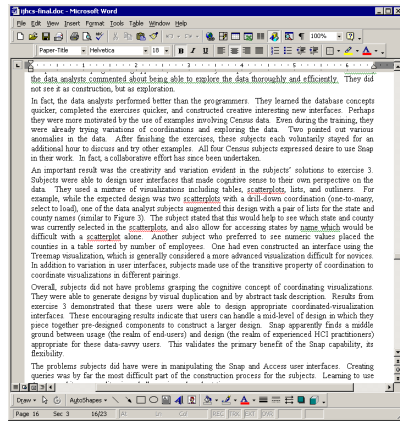 ijhcs-final.doc - Microsoft Word
File Edit View Insert Format Tools Table Window Help
100%
Paper-Title Helvetica 18 B I U
the data analysts commented about being able to explore the data thoroughly and efficiently. They did
not see it as construction, but as exploration.
In fact, the data analysts performed better than the programmers. They learned the database concepts
quicker, completed the exercises quicker, and constructed creative interesting new interfaces. Perhaps
they were more motivated by the use of examples involving Census data. Even during the training, they
were already trying variations of coordinations and exploring the data. Two pointed out various
anomalies in the data. After finishing the exercises, these subjects each voluntarily stayed for an
additional hour to discuss and try other examples. All four Census subjects expressed desire to use Snap
in their work. In fact, a collaborative effort has since been undertaken.
An important result was the creativity and variation evident in the subjects' solutions to exercise 3.
Subjects were able to design user interfaces that made cognitive sense to their own perspective on the
data. They used a mixture of visualizations including tables, scatterplots, lists, and outliners. For
example, while the expected design was two scatterplots with a drill-down coordination (one-to-many,
select to load), one of the data analyst subjects augmented this design with a pair of lists for the state and
county names (similar to Figure 3). The subject stated that this would help to see which state and county
was currently selected in the scatterplots, and also allow for accessing states by name which would be
difficult with a scatterplot alone. Another subject who preferred to see numeric values placed the
counties in a table sorted by number of employees. One had even constructed an interface using the
Treemap visualization, which is generally considered a more advanced visualization difficult for novices.
In addition to variation in user interfaces, subjects made use of the transitive property of coordination to
coordinate visualizations in different pairings.
Overall, subjects did not have problems grasping the cognitive concept of coordinating visualizations.
They were able to generate designs by visual duplication and by abstract task description. Results from
exercise 3 demonstrated that these users were able to design appropriate coordinated-visualization
interfaces. These encouraging results indicate that users can handle a mid-level of design in which they
piece together pre-designed components to construct a larger design. Snap apparently finds a middle
ground between usage (the realm of end-users) and design (the realm of experienced HCI practitioners)
appropriate for these data-savvy users. This validates the primary benefit of the Snap capability, its
flexibility.
The problems subjects did have were in manipulating the Snap and Access user interfaces. Creating
queries was by far the most difficult part of the construction process for the subjects. Learning to use
Draw AutoShapes
Page 16 Sec 3 16/23 At Ln Col REC TRK EXT OVR